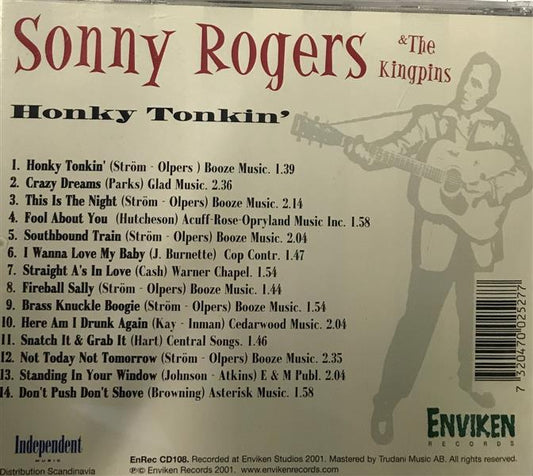 Sonny Rogers
& The
Kingpins
Honky Tonkin'
1. Honky Tonkin' (Ström - Olpers ) Booze Music. 1.39
2. Crazy Dreams (Parks) Glad Music. 2.36
3. This Is The Night (Ström - Olpers) Booze Music. 2.14
4. Fool About You (Hutcheson) Acuff-Rose-Opryland Music Inc. 1.58
5. Southbound Train (Ström - Olpers) Booze Music. 2.04
6. I Wanna Love My Baby (J. Burnette) Cop Contr. 1.47
7. Straight A's In Love (Cash) Warner Chapel. 1.54
8. Fireball Sally (Ström - Olpers) Booze Music. 1.44
9. Brass Knuckle Boogie (Ström - Olpers) Booze Music. 1.54
10. Here Am I Drunk Again (Kay - Inman) Cedarwood Music. 2.04
11. Snatch It & Grab It (Hart) Central Songs. 1.46
12. Not Today Not Tomorrow (Ström - Olpers) Booze Music. 2.35
13. Standing In Your Window (Johnson - Atkins) E & M Publ. 2.04
14. Don't Push Don't Shove (Browning) Asterisk Music. 1.58
7 320470 025277
Independent
MUSIC
Distribution Scandinavia
EnRec CD108. Recorded at Enviken Studios 2001. Mastered by Trudani Music AB. All rights reserved.
℗© Enviken Records 2001. www.envikenrecords.com
ENVIKEN
RECORDS